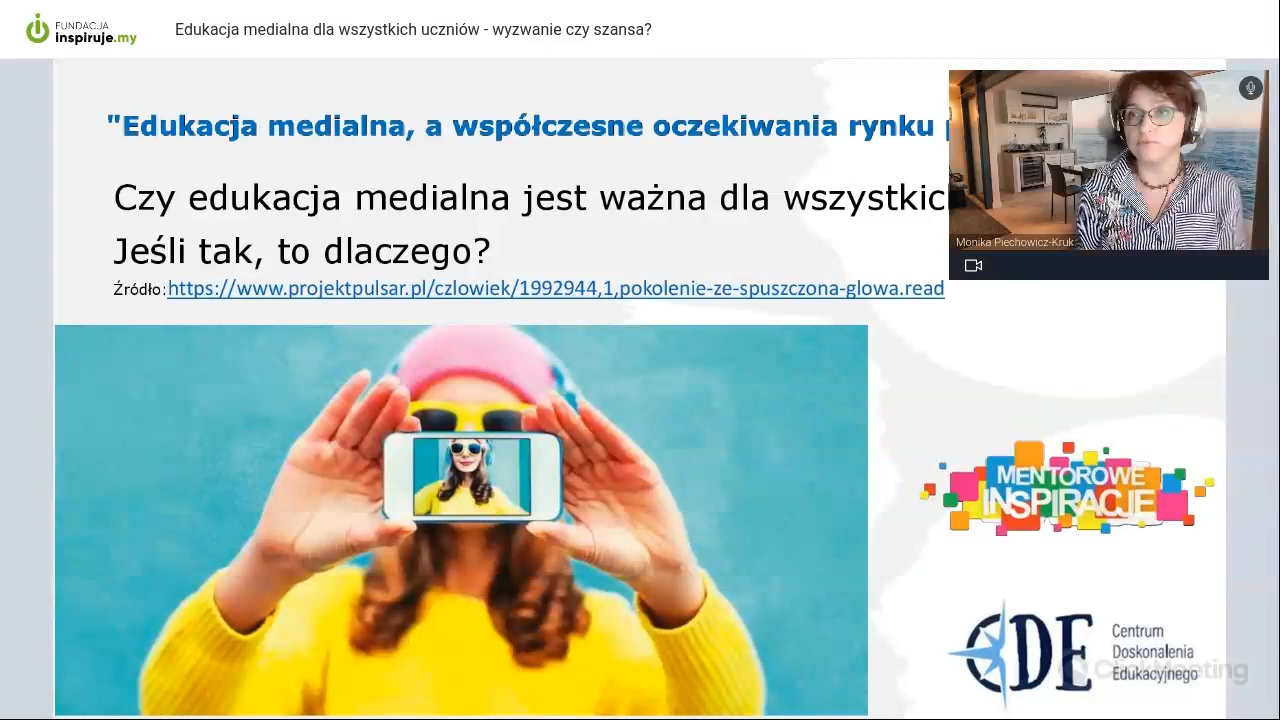 FUNDACJA
inspiruje.my
Edukacja medialna dla wszystkich uczniów - wyzwanie czy szansa?
"Edukacja medialna, a współczesne oczekiwania rynku
Czy edukacja medialna jest ważna dla
Jeśli tak, to dlaczego?
Źródło:https://www.projektpulsar.pl/czlowiek/1992944,1,pokolenie-ze-spuszczona-glowa.read
Monika Piechowicz-Kruk
MENTOROWE
INSPIRACJE
CDE
Centrum
Doskonalenia
Edukacyjnego
ClickMeeting